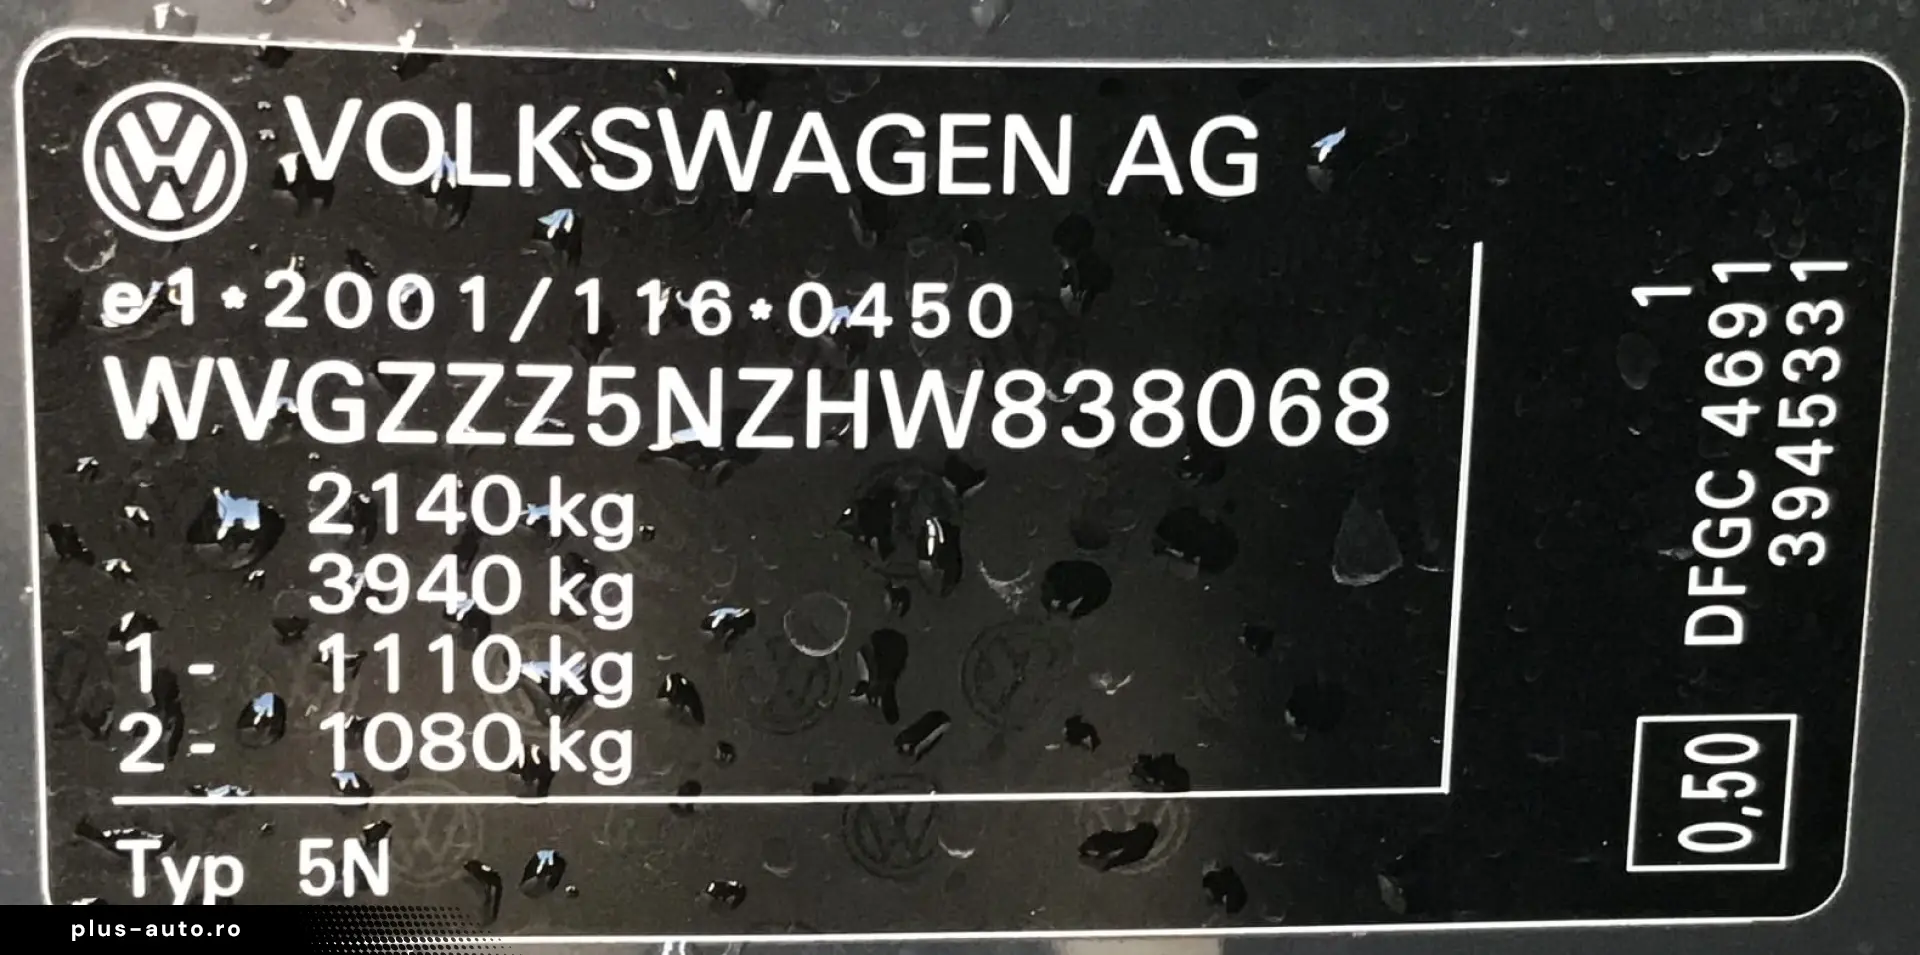 VOLKSWAGEN AG
e1*2001/116*0450
WVGZZZ5NZHW838068
2140 kg
3940 kg
1 - 1110 kg
2 - 1080 kg
Typ 5N
1
DFGC 4691
3945331
0,50
plus-auto.ro